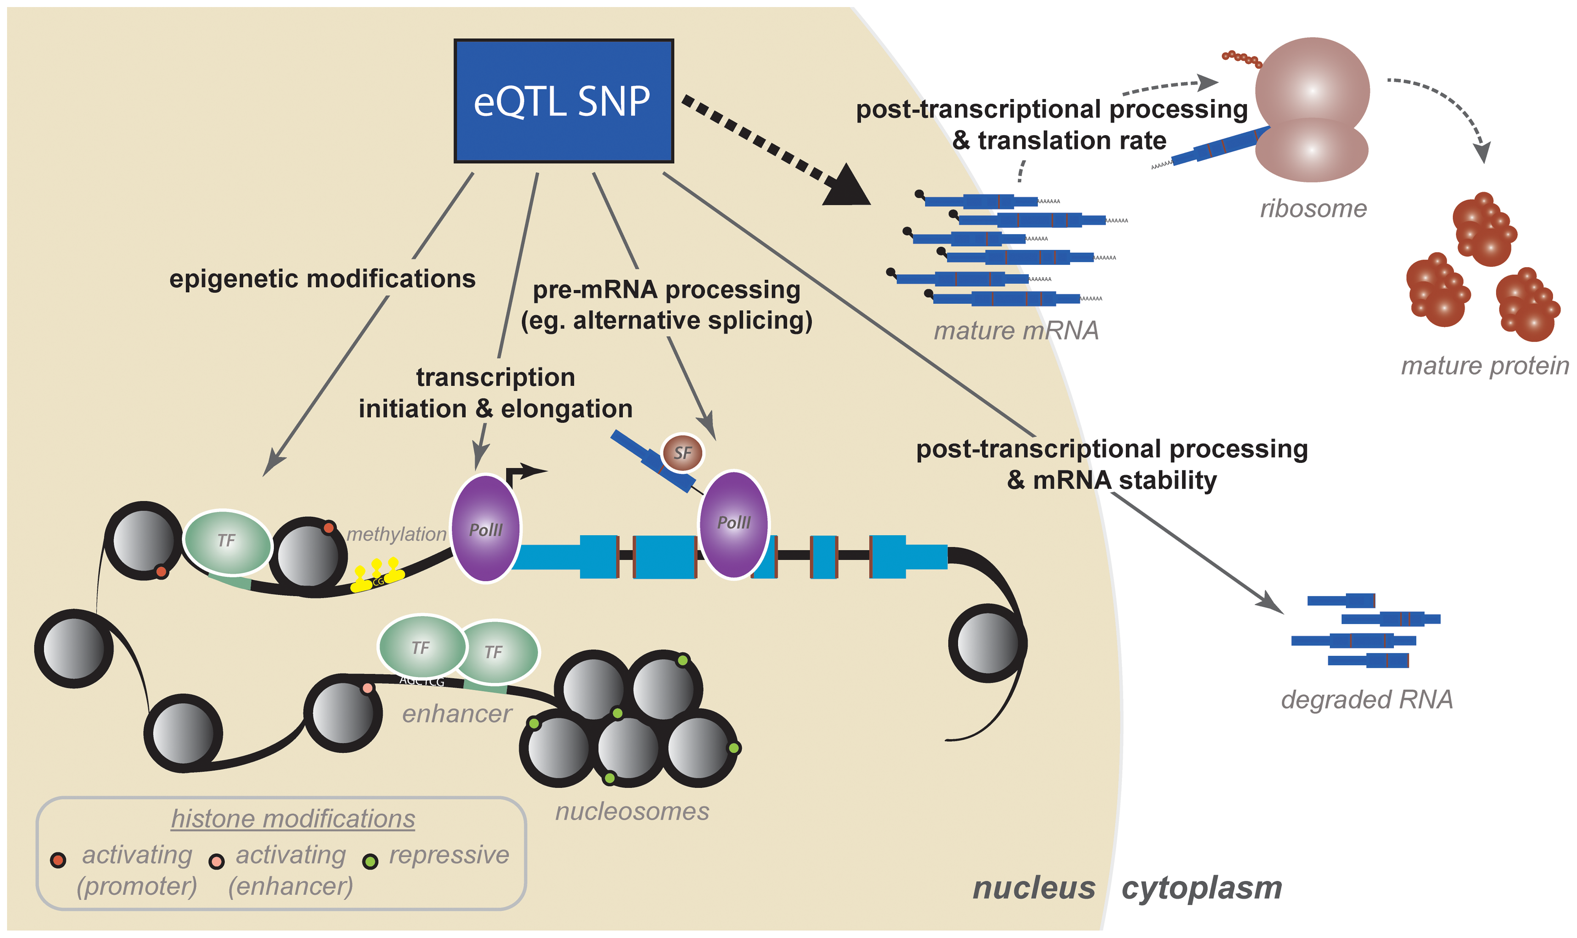 eQTL SNP
post-transcriptional processing
& translation rate
ribosome
mature protein
mature mRNA
epigenetic modifications
pre-mRNA processing
(eg. alternative splicing)
transcription
initiation & elongation
post-transcriptional processing
& mRNA stability
degraded RNA
SF
methylation
TF
PolII
PolII
CG
TF
TF
AGCTCG
enhancer
nucleosomes
histone modifications
activating
(promoter)
activating
(enhancer)
repressive
nucleus
cytoplasm